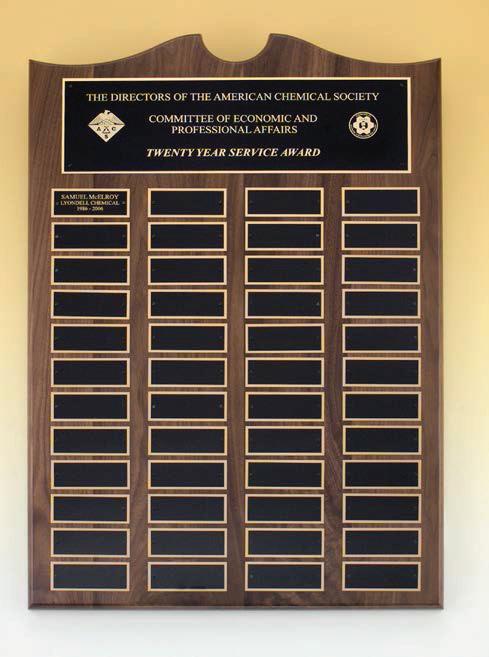 THE DIRECTORS OF THE AMERICAN CHEMICAL SOCIETY
COMMITTEE OF ECONOMIC AND
PROFESSIONAL AFFAIRS
A C
S
TWENTY YEAR SERVICE AWARD
SAMUEL McELROY
LYONDELL CHEMICAL
1986 - 2006